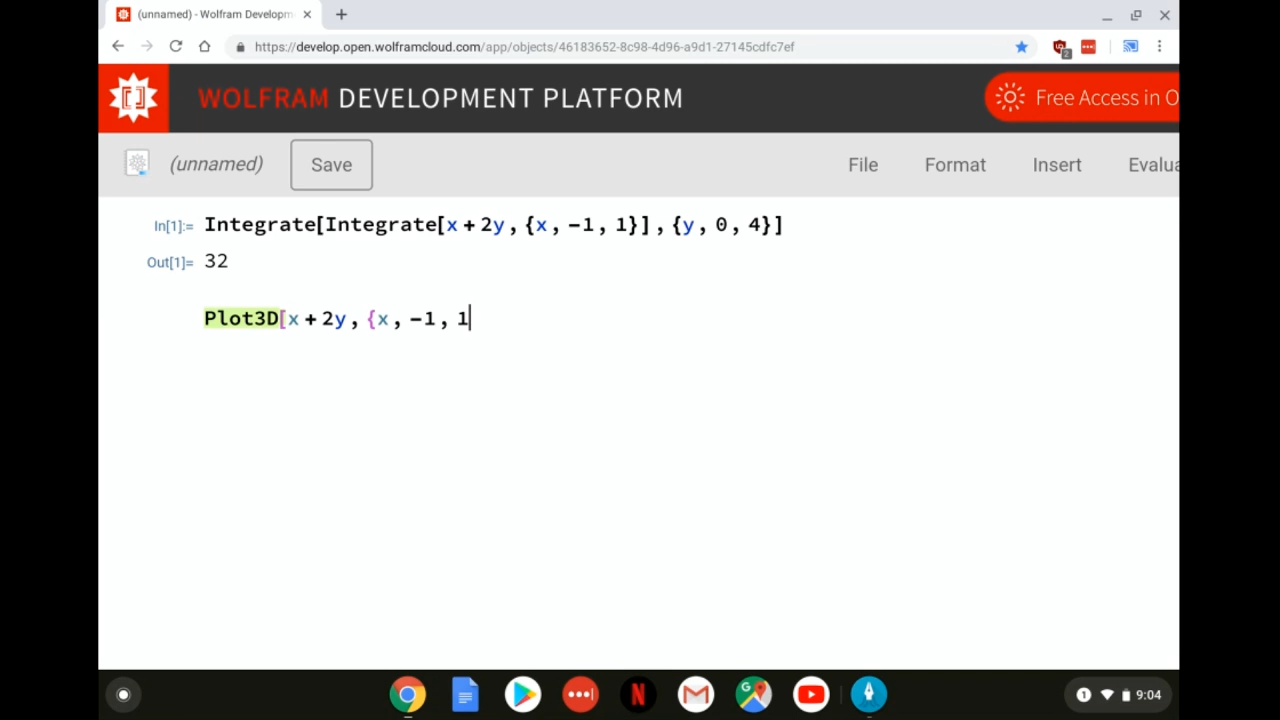 (unnamed) - Wolfram Developm
https://develop.open.wolframcloud.com/app/objects/46183652-8c98-4d96-a9d1-27145cdfc7ef
2
WOLFRAM DEVELOPMENT PLATFORM
Free Access in O
(unnamed) Save File Format Insert Evalua
In[1]:= Integrate[Integrate[x + 2y, {x, -1, 1}], {y, 0, 4}]
Out[1]= 32
Plot3D[x + 2y, {x, -1, 1
N
1 9:04